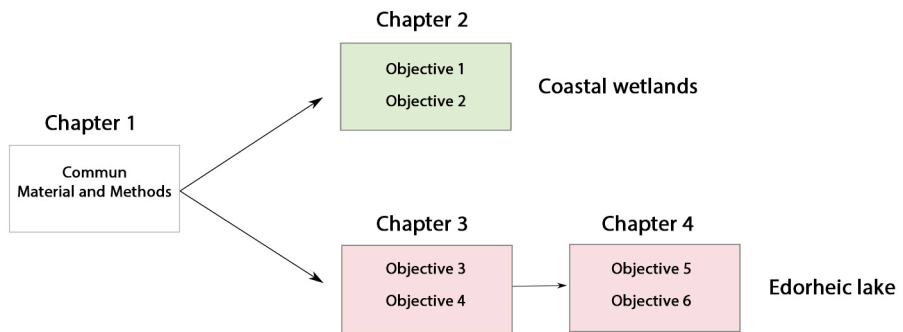 Chapter 2
Objective 1
Objective 2
Coastal wetlands
Chapter 1
Commun
Material and Methods
Chapter 3
Objective 3
Objective 4
Chapter 4
Objective 5
Objective 6
Edorheic lake